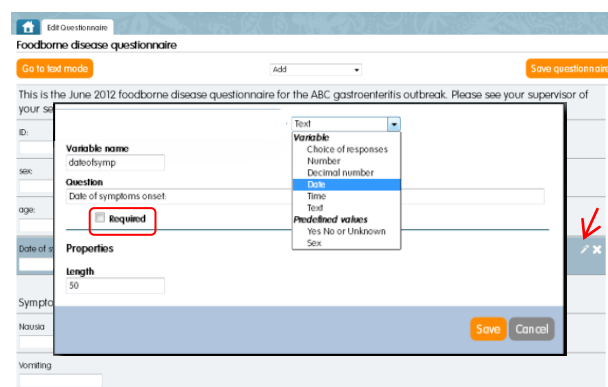 Edit Questionnaire
Foodborne disease questionnaire
Go to text mode
Add
Save questionnaire
This is the June 2012 foodborne disease questionnaire for the ABC gastroenteritis outbreak. Please see your supervisor of
your se
ID:
sex:
age:
Date of s
Sympto
Nausia
Vomiting
Text
Variable
Choice of responses
Number
Decimal number
Date
Time
Text
Predefined values
Yes No or Unknown
Sex
Variable name
dateofsymp
Question
Date of symptoms onset:
Required
Properties
Length
50
Save
Cancel